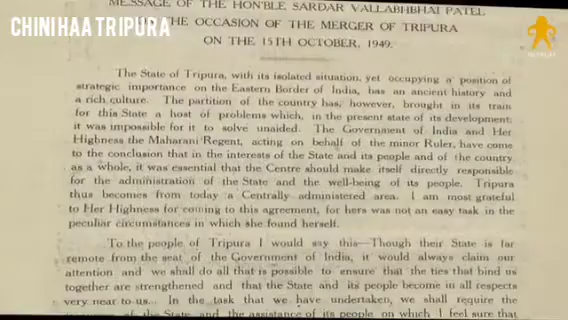 MESSAGE OF THE HON'BLE SARDAR VALLABHBHAI PATEL
CHINI HAA TRIPURA
THE OCCASION OF THE MERGER OF TRIPURA
ON THE 15TH OCTOBER, 1949.
The State of Tripura, with its isolated situation, yet occupying a position of
strategic importance on the Eastern Border of India, has an ancient history and
a rich culture. The partition of the country has, however, brought in its train
for this State a host of problems which, in the present state of its development,
it was impossible for it to solve unaided. The Government of India and Her
Highness the Maharani Regent, acting on behalf of the minor Ruler, have come
to the conclusion that in the interests of the State and its people and of the country
as a whole, it was essential that the Centre should make itself directly responsible
for the administration of the State and the well-being of its people. Tripura
thus becomes from today a Centrally administered area. I am most grateful
to Her Highness for coming to this agreement, for hers was not an easy task in the
peculiar circumstances in which she found herself.
To the people of Tripura I would say this—Though their State is far
remote from the seat of the Government of India, it would always claim our
attention and we shall do all that is possible to ensure that the ties that bind us
together are strengthened and that the State and its people become in all respects
very near to us... In the task that we have undertaken, we shall require the
of the State and the assistance of its people on which I feel sure that